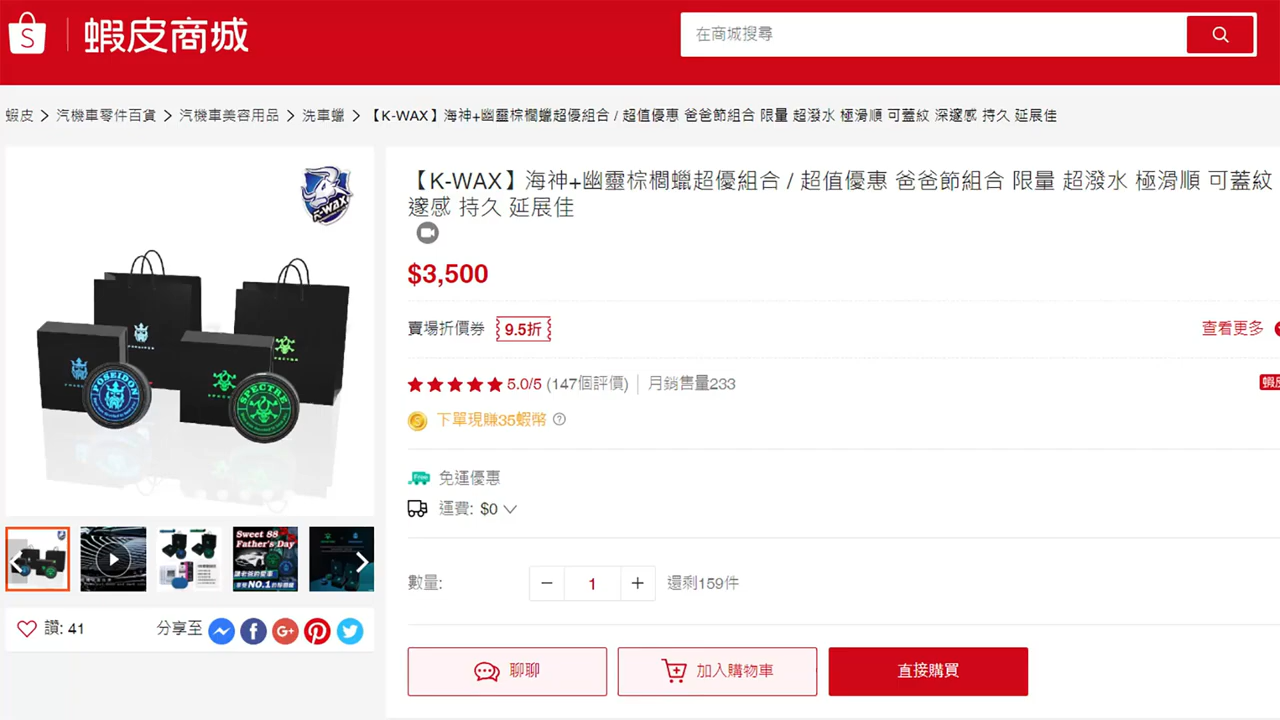 S 蝦皮商城
在商城搜尋
蝦皮 > 汽機車零件百貨 > 汽機車美容用品 > 洗車蠟 > 【K-WAX】海神+幽靈棕櫚蠟超優組合 / 超值優惠 爸爸節組合 限量 超潑水 極滑順 可蓋紋 深邃感 持久 延展佳
K-WAX
POSEIDON
SPECTRE
【K-WAX】海神+幽靈棕櫚蠟超優組合 / 超值優惠 爸爸節組合 限量 超潑水 極滑順 可蓋紋
邃感 持久 延展佳
$3,500
賣場折價券 9.5折
查看更多
5.0/5 (147個評價) 月銷售量233
蝦皮
下單現賺35蝦幣
Free 免運優惠
運費: $0
數量: − 1 + 還剩159件
Sweet 88
Father's Day
NO.1
讚: 41
分享至
聊聊
加入購物車
直接購買